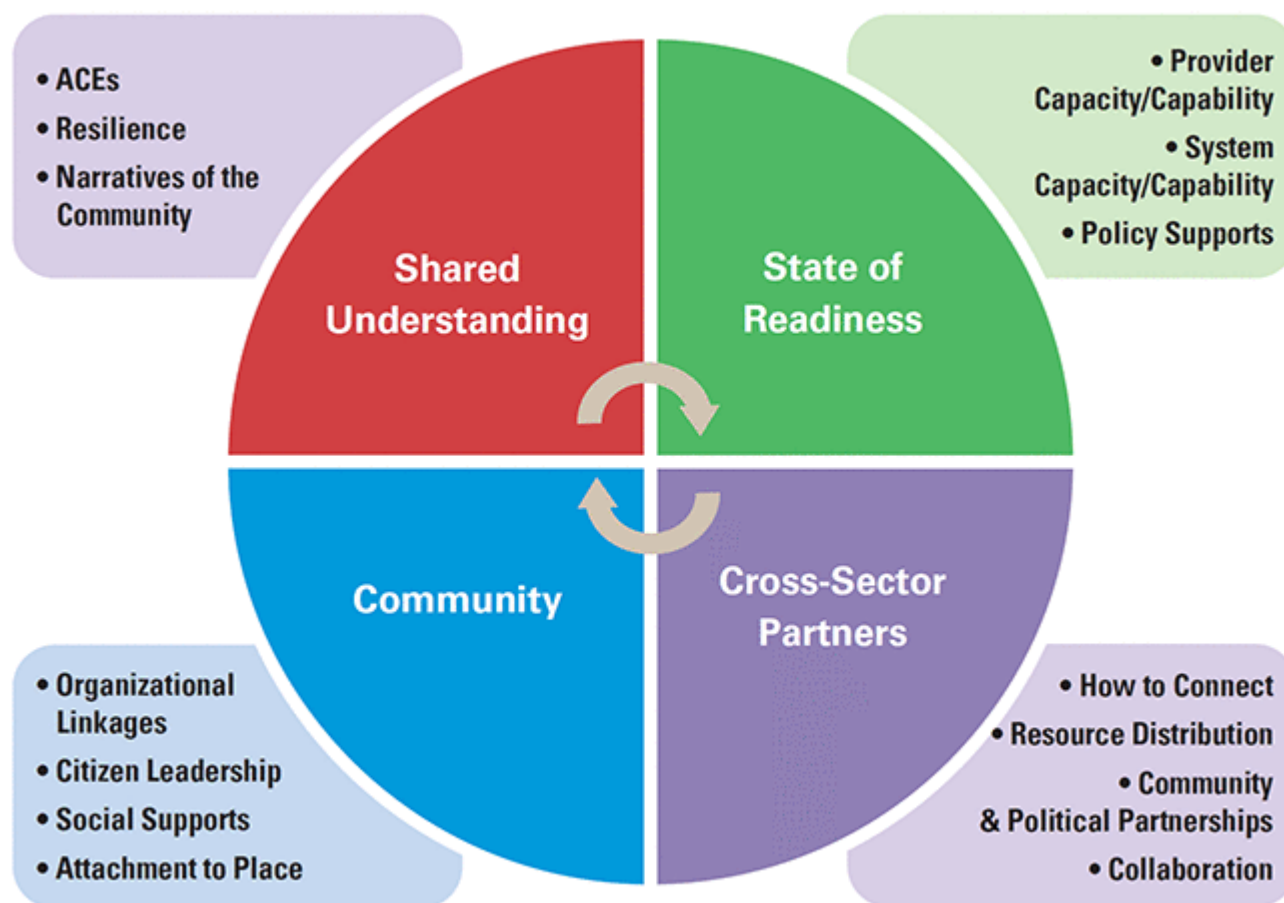 • ACEs
• Resilience
• Narratives of the
Community
Shared
Understanding
• Provider
Capacity/Capability
• System
Capacity/Capability
• Policy Supports
State of
Readiness
Community
• Organizational
Linkages
• Citizen Leadership
• Social Supports
• Attachment to Place
Cross-Sector
Partners
• How to Connect
• Resource Distribution
• Community
& Political Partnerships
• Collaboration